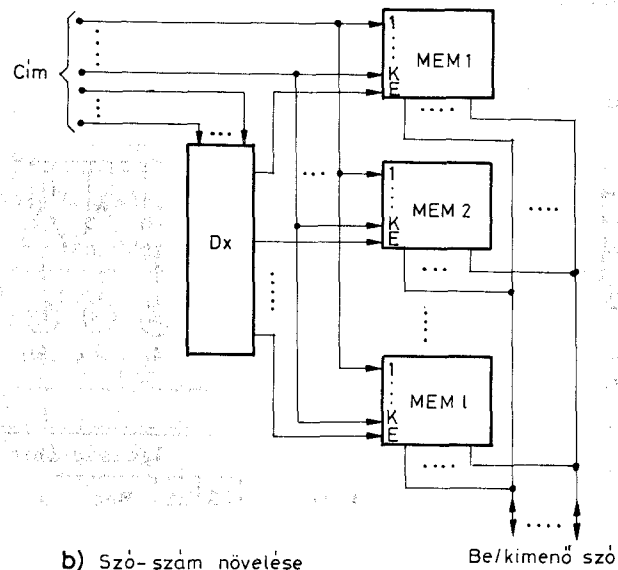 Cím
1
K
E
MEM 1
Dx
1
K
E
MEM 2
1
K
E
MEM l
b) Szó-szám növelése
Be/kimenő szó